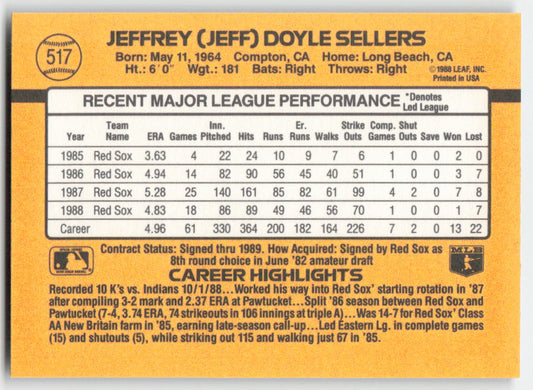 517
JEFFREY (JEFF) DOYLE SELLERS
Born: May 11, 1964 Compton, CA Home: Long Beach, CA
Ht.: 6' 0" Wgt.: 181 Bats: Right Throws: Right
©1988 LEAF, INC.
Printed in USA
RECENT MAJOR LEAGUE PERFORMANCE *Denotes Led League
Year Team Name ERA Games Inn. Pitched Hits Runs Er. Runs Walks Strike Outs Comp. Games Shut Outs Save Won Lost
1985 Red Sox 3.63 4 22 24 10 9 7 6 1 0 0 2 0
1986 Red Sox 4.94 14 82 90 56 45 40 51 1 0 0 3 7
1987 Red Sox 5.28 25 140 161 85 82 61 99 4 2 0 7 8
1988 Red Sox 4.83 18 86 89 49 46 56 70 1 0 0 1 7
Career 4.96 61 330 364 200 182 164 226 7 2 0 13 22
Contract Status: Signed thru 1989. How Acquired: Signed by Red Sox as
8th round choice in June '82 amateur draft
MLB
CAREER HIGHLIGHTS
Recorded 10 K's vs. Indians 10/1/88...Worked his way into Red Sox' starting rotation in '87
after compiling 3-2 mark and 2.37 ERA at Pawtucket...Split '86 season between Red Sox and
Pawtucket (7-4, 3.74 ERA, 74 strikeouts in 106 innings at triple A)...Was 14-7 for Red Sox' Class
AA New Britain farm in '85, earning late-season call-up...Led Eastern Lg. in complete games
(15) and shutouts (5), while striking out 115 and walking just 67 in '85.